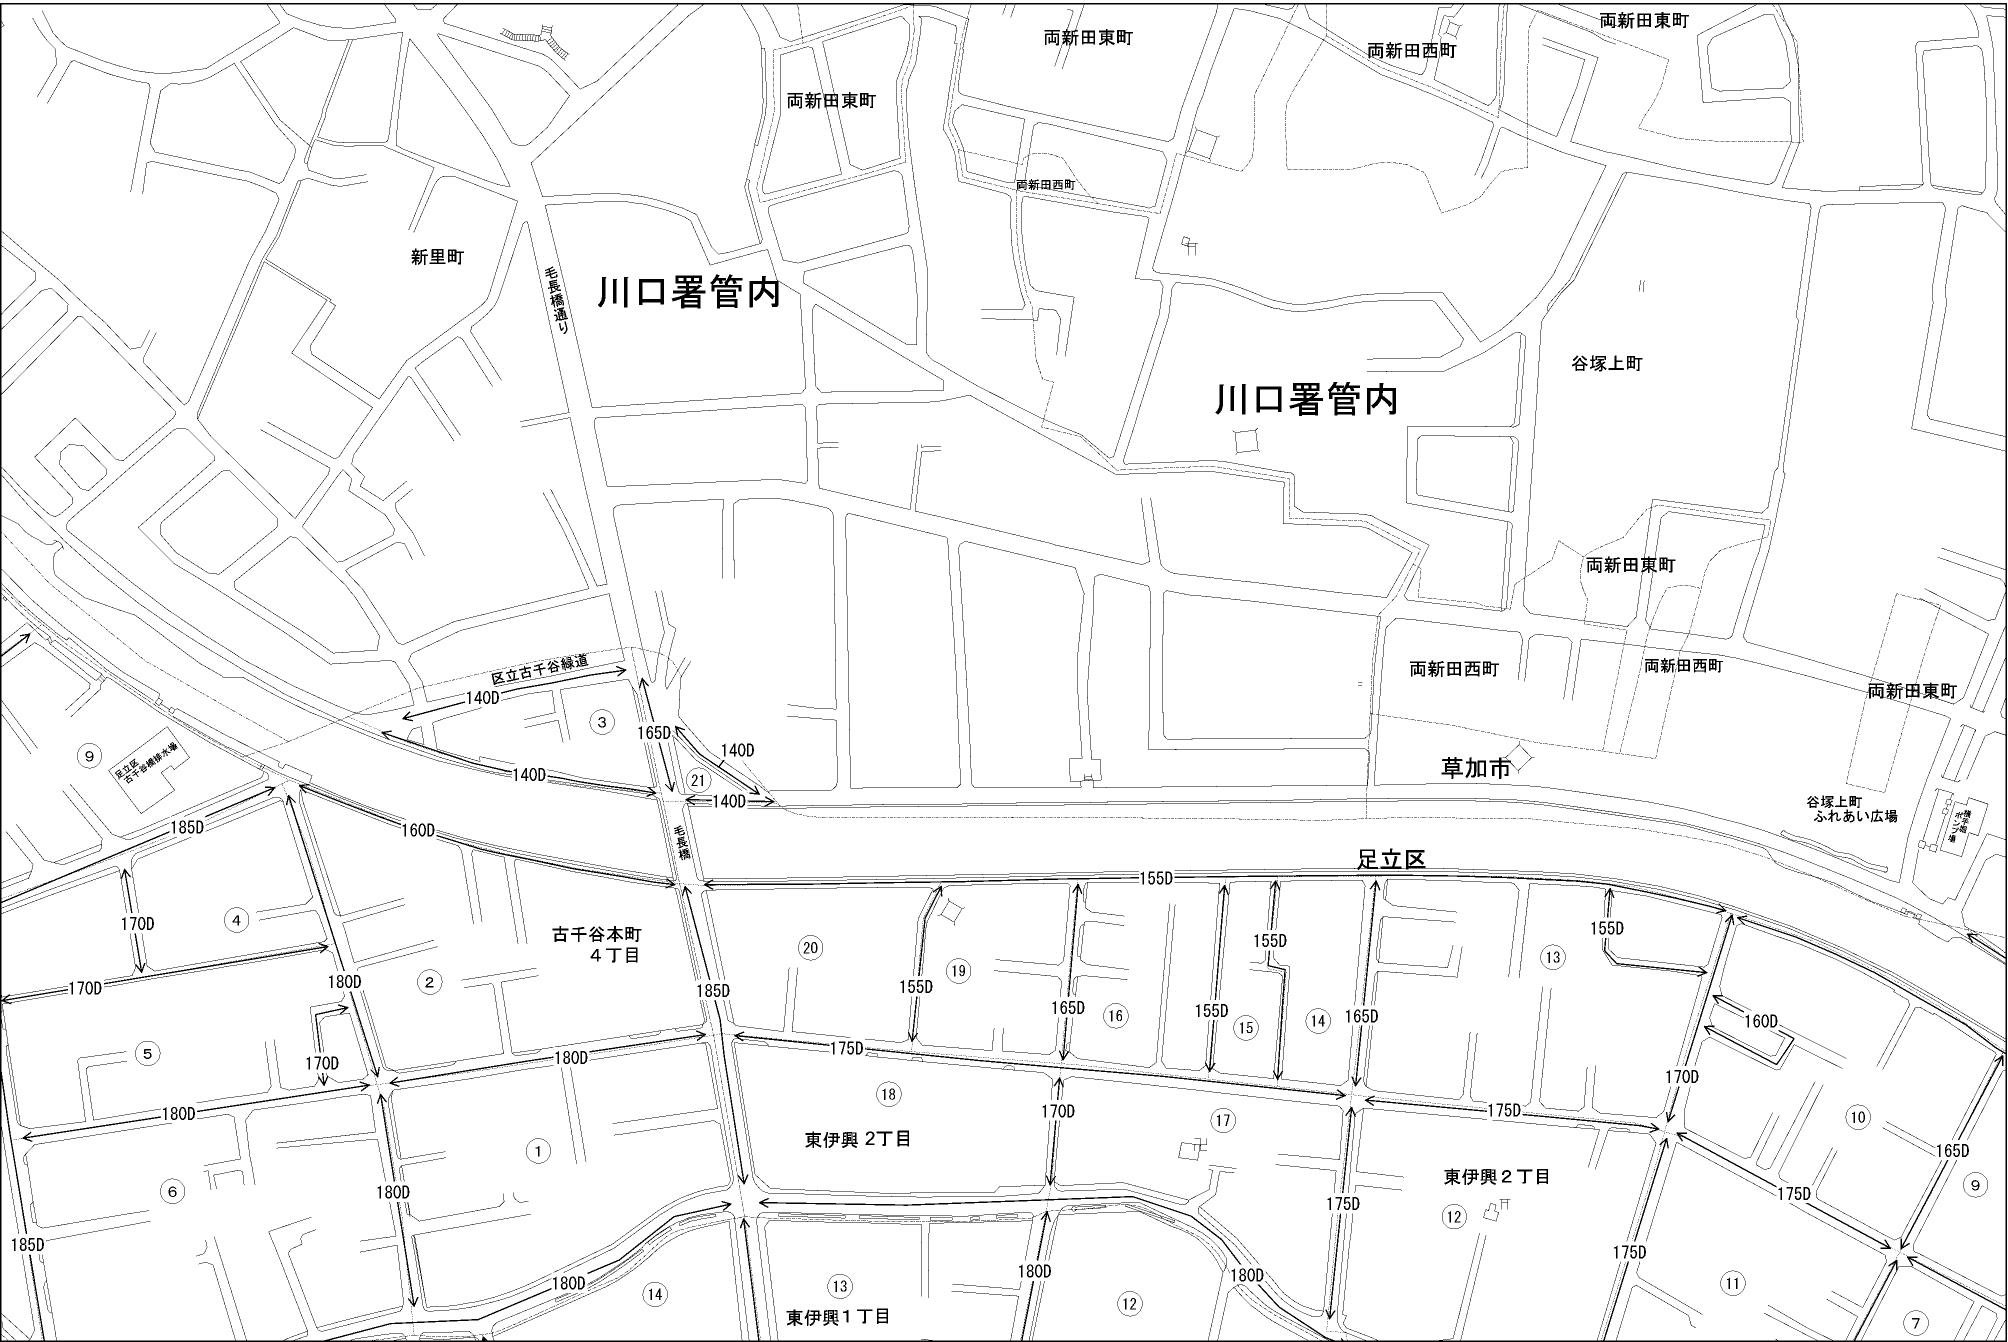 両新田東町
両新田西町
両新田東町
両新田東町
両新田西町
新里町
毛長橋通り
川口署管内
谷塚上町
川口署管内
両新田東町
区立古千谷緑道
140D
両新田西町
両新田西町
両新田東町
③
165D
140D
⑨
足立区
古千谷橋排水場
140D
㉑
140D
草加市
谷塚上町
ふれあい広場
横手堀
ポンプ場
185D
160D
毛長橋
足立区
155D
170D
④
古千谷本町
4丁目
⑳
155D
⑲
155D
155D
⑬
170D
180D
②
185D
165D
⑯
155D
⑮
⑭
165D
160D
⑤
170D
180D
175D
170D
180D
⑱
170D
⑰
175D
⑩
東伊興 2丁目
①
165D
⑥
180D
東伊興2丁目
175D
⑨
175D
⑫
185D
175D
180D
⑭
⑬
180D
180D
⑫
⑪
東伊興1丁目
⑦